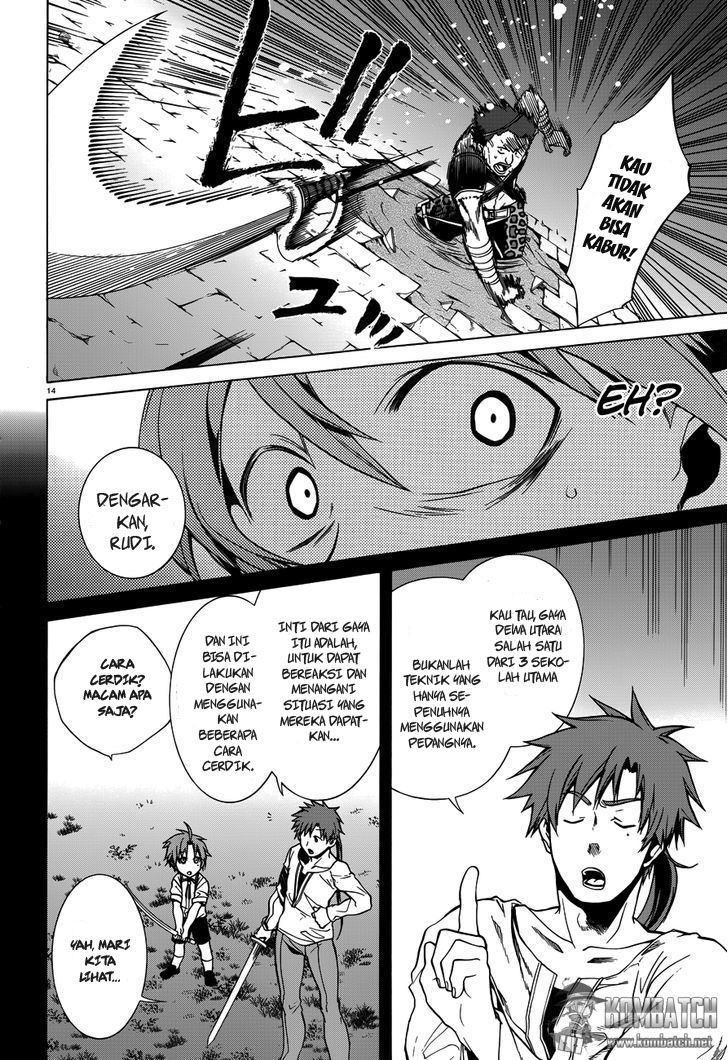 KAU
TIDAK
AKAN
BISA
KABUR!
ビ!!
ユ...
14
EH?
DENGAR-
KAN,
RUDI.
KAU TAU, GAYA
DEWA UTARA
SALAH SATU
DARI 3 SEKO-
LAH UTAMA
BUKANLAH
TEKNIK YANG
HANYA SE-
PENUHNYA
MENGGUNAKAN
PEDANGNYA.
INTI DARI GAYA
ITU ADALAH,
UNTUK DAPAT
BEREAKSI DAN
MENANGANI
SITUASI YANG
MEREKA DAPAT-
KAN...
DAN INI
BISA DI-
LAKUKAN
DENGAN
MENGGUNA-
KAN
BEBERAPA
CARA
CERDIK.
CARA
CERDIK?
MACAM APA
SAJA?
YAH, MARI
KITA
LIHAT...
KOMBATCH
www.kombatch.net